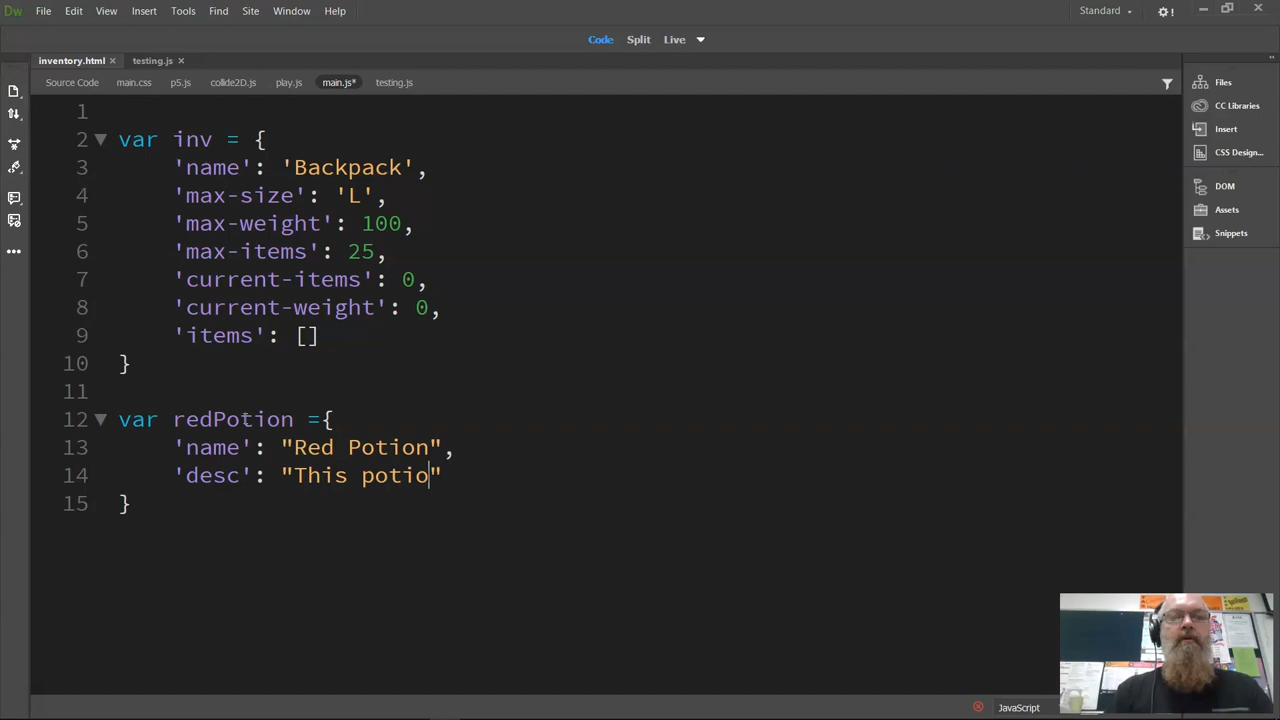 Dw File Edit View Insert Tools Find Site Window Help Standard
Code Split Live
inventory.html testing.js
Source Code main.css p5.js collide2D.js play.js main.js* testing.js
1
2 var inv = {
3 'name': 'Backpack',
4 'max-size': 'L',
5 'max-weight': 100,
6 'max-items': 25,
7 'current-items': 0,
8 'current-weight': 0,
9 'items': []
10 }
11
12 var redPotion ={
13 'name': "Red Potion",
14 'desc': "This potio"
15 }
Files
CC Libraries
Insert
CSS Design...
DOM
Assets
Snippets
JavaScript